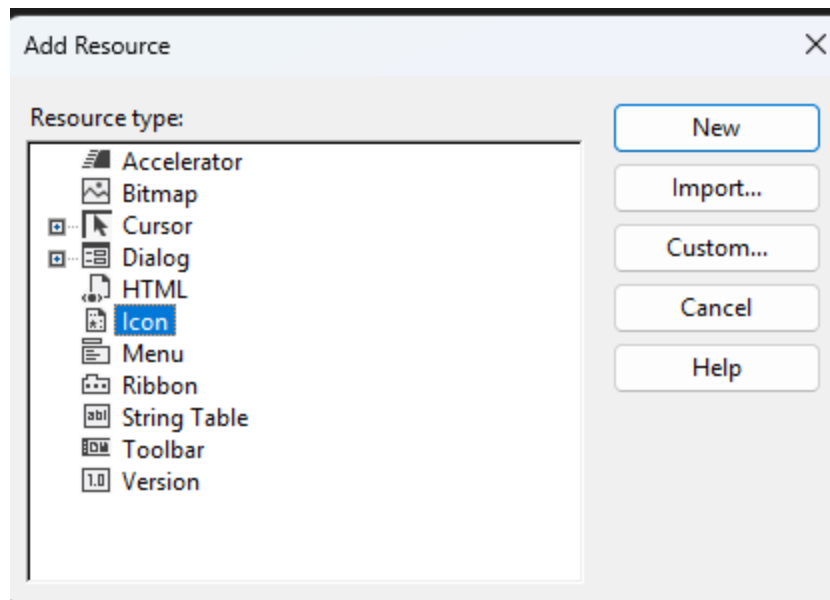 Add Resource
Resource type:
Accelerator
Bitmap
Cursor
Dialog
HTML
Icon
Menu
Ribbon
String Table
Toolbar
Version
New
Import...
Custom...
Cancel
Help